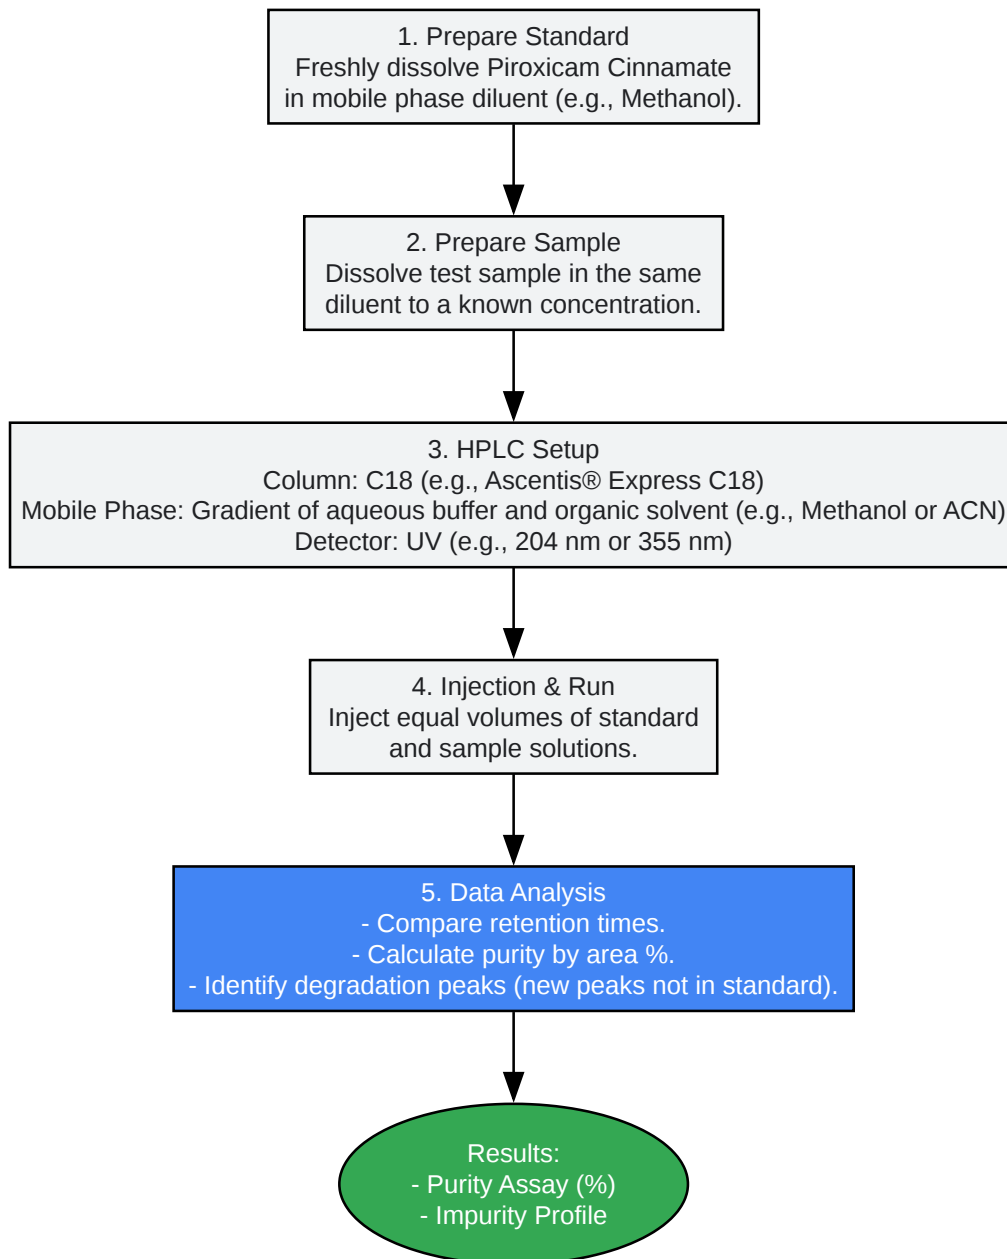 1. Prepare Standard
Freshly dissolve Piroxicam Cinnamate
in mobile phase diluent (e.g., Methanol).
2. Prepare Sample
Dissolve test sample in the same
diluent to a known concentration.
3. HPLC Setup
Column: C18 (e.g., Ascentis® Express C18)
Mobile Phase: Gradient of aqueous buffer and organic solvent (e.g., Methanol or ACN)
Detector: UV (e.g., 204 nm or 355 nm)
4. Injection & Run
Inject equal volumes of standard
and sample solutions.
5. Data Analysis
- Compare retention times.
- Calculate purity by area %.
- Identify degradation peaks (new peaks not in standard).
Results:
- Purity Assay (%)
- Impurity Profile